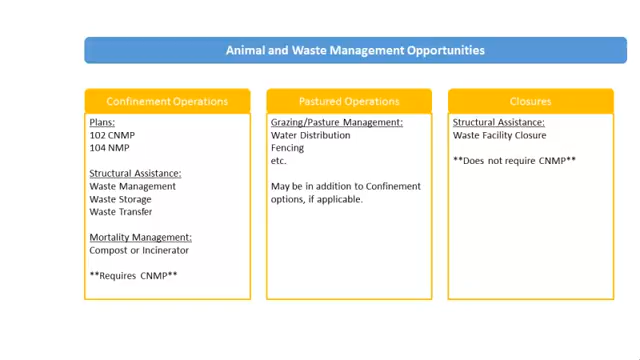 Animal and Waste Management Opportunities
Confinement Operations
Plans:
102 CNMP
104 NMP
Structural Assistance:
Waste Management
Waste Storage
Waste Transfer
Mortality Management:
Compost or Incinerator
**Requires CNMP**
Pastured Operations
Grazing/Pasture Management:
Water Distribution
Fencing
etc.
May be in addition to Confinement
options, if applicable.
Closures
Structural Assistance:
Waste Facility Closure
**Does not require CNMP**